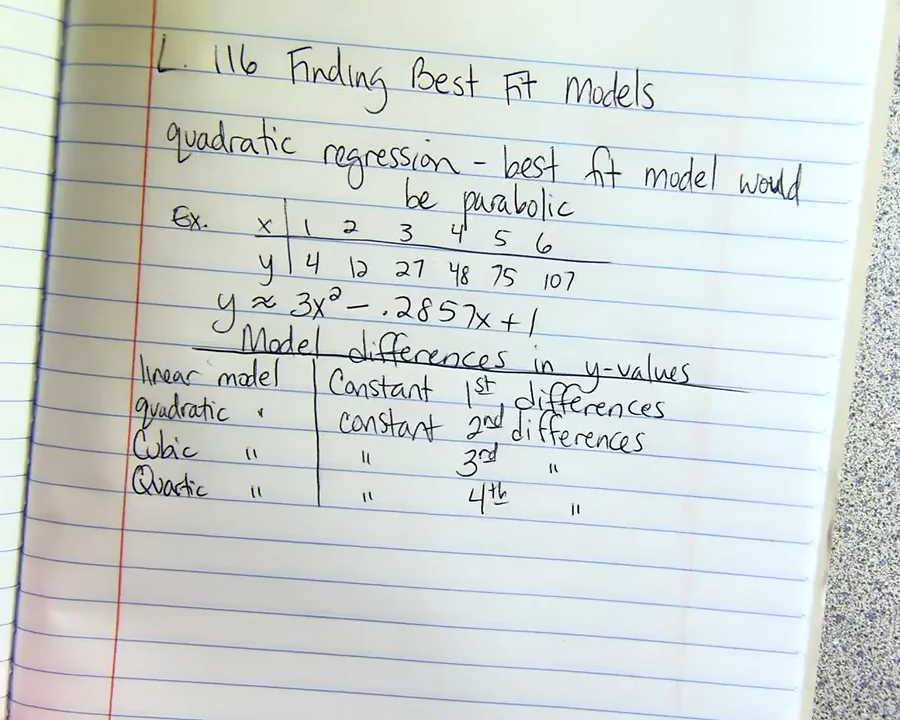 L. 116 Finding Best Fit Models
quadratic regression - best fit model would
be parabolic
Ex. x | 1 2 3 4 5 6
y | 4 12 27 48 75 107
y ≈ 3x² - .2857x + 1
Model differences in y-values
linear model | Constant 1st differences
quadratic " | constant 2nd differences
Cubic " | " 3rd "
Quartic " | " 4th "